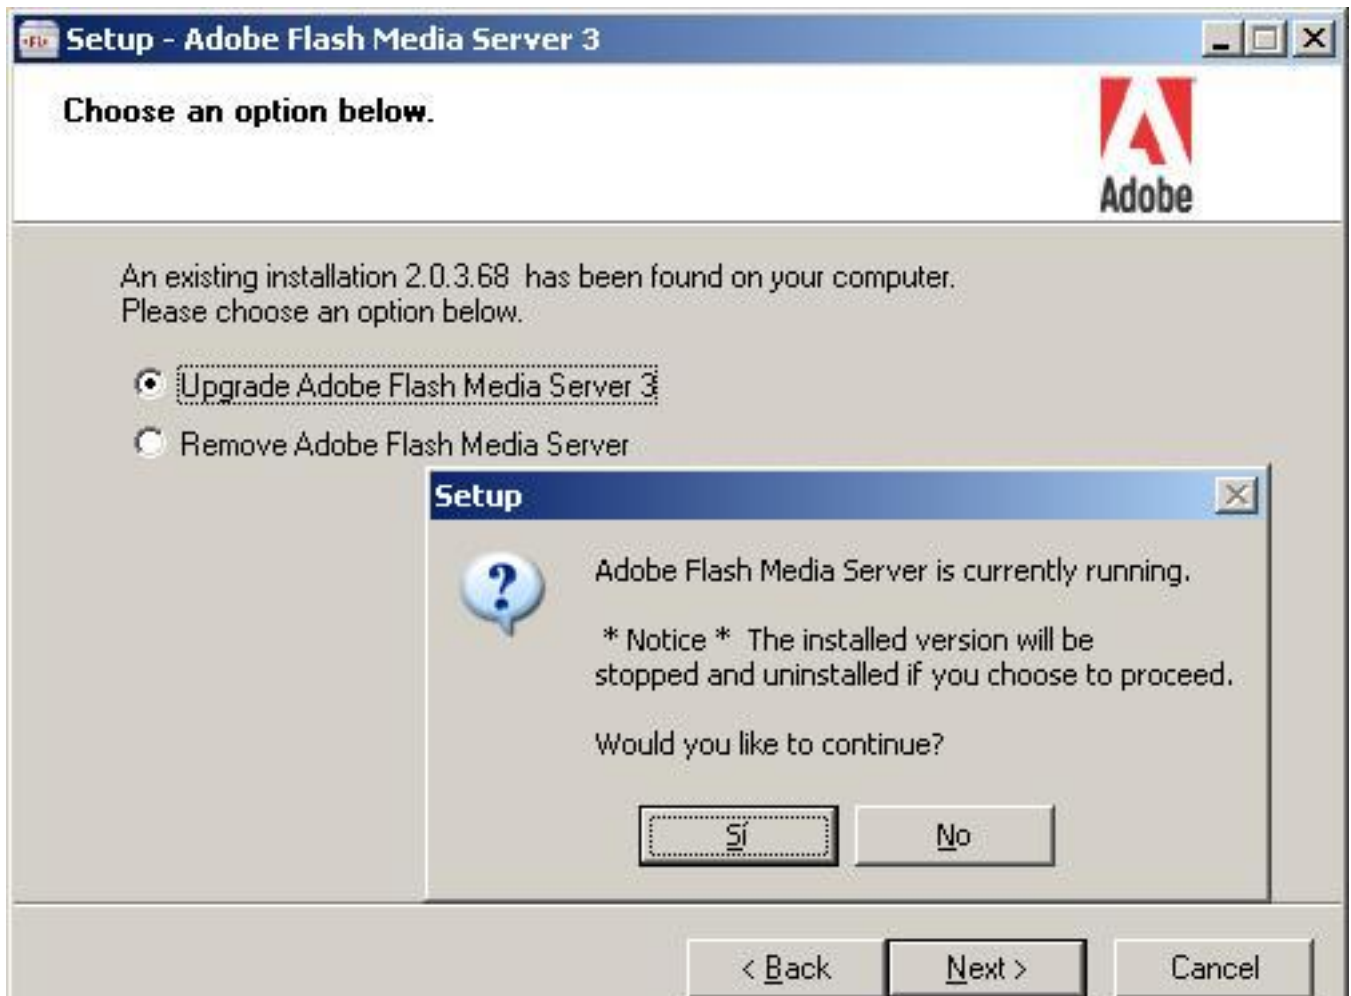 Setup - Adobe Flash Media Server 3
Choose an option below.
Adobe
An existing installation 2.0.3.68 has been found on your computer.
Please choose an option below.
Upgrade Adobe Flash Media Server 3
Remove Adobe Flash Media Server
Setup
?
Adobe Flash Media Server is currently running.
* Notice * The installed version will be
stopped and uninstalled if you choose to proceed.
Would you like to continue?
Sí
No
< Back
Next >
Cancel